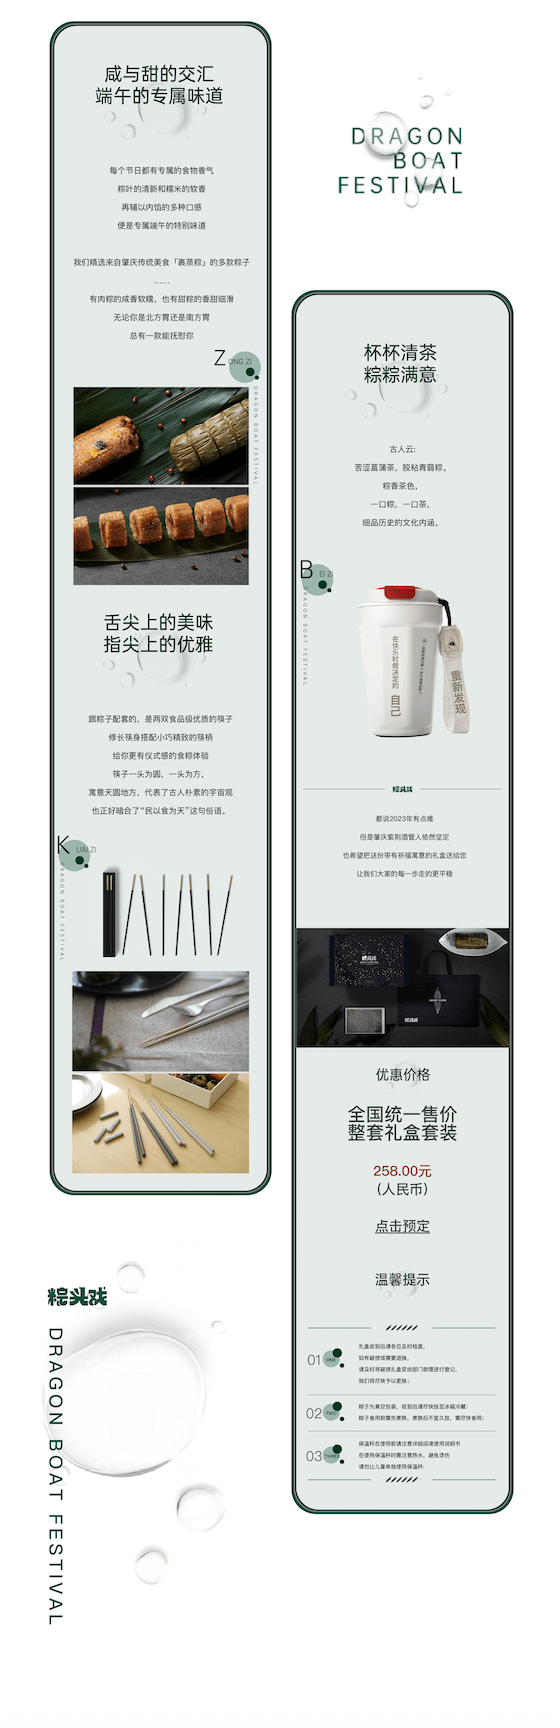 咸与甜的交汇
端午的专属味道
每个节日都有专属的食物香气
粽叶的清新和糯米的软香
再辅以内馅的多种口感
便是专属端午的特别味道
我们精选来自肇庆传统美食「裹蒸粽」的多款粽子
……
有肉粽的咸香软糯，也有甜粽的香甜细滑
无论你是北方胃还是南方胃
总有一款能抚慰你
ZONG ZI
DRAGON BOAT FESTIVAL
舌尖上的美味
指尖上的优雅
跟粽子配套的，是两双食品级优质的筷子
修长筷身搭配小巧精致的筷柄
给你更有仪式感的食粽体验
筷子一头为圆，一头为方，
寓意天圆地方，代表了古人朴素的宇宙观
也正好暗合了“民以食为天”这句俗语。
KUAI ZI
DRAGON BOAT FESTIVAL
粽头戏
DRAGON BOAT FESTIVAL
DRAGON
BOAT
FESTIVAL
杯杯清茶
粽粽满意
古人云:
苦涩菖蒲茶，胶粘青蒻粽。
粽香茶色，
一口粽，一口茶，
细品历史的文化内涵。
BEI ZI
DRAGON BOAT FESTIVAL
在快乐时做决定的
自己
重新发现
粽头戏
都说2023年有点难
但是肇庆紫荆酒管人依然坚定
也希望把这份带有祈福寓意的礼盒送给您
让我们大家的每一步走的更平稳
粽头戏
优惠价格
全国统一售价
整套礼盒套装
258.00元
(人民币)
点击预定
温馨提示
01 ONE
礼盒收到后请各位及时检查，
如有破损或需要退换，
请及时将破损礼盒交给部门助理进行登记，
我们将尽快予以更换；
02 TWO
粽子为真空包装，收到后请尽快放至冰箱冷藏；
粽子食用前需先煮熟，煮熟后不宜久放，需尽快食用；
03 THREE
保温杯在使用前请注意详细阅读使用说明书
在使用保温杯时需注意热水，避免烫伤
请勿让儿童单独使用保温杯;